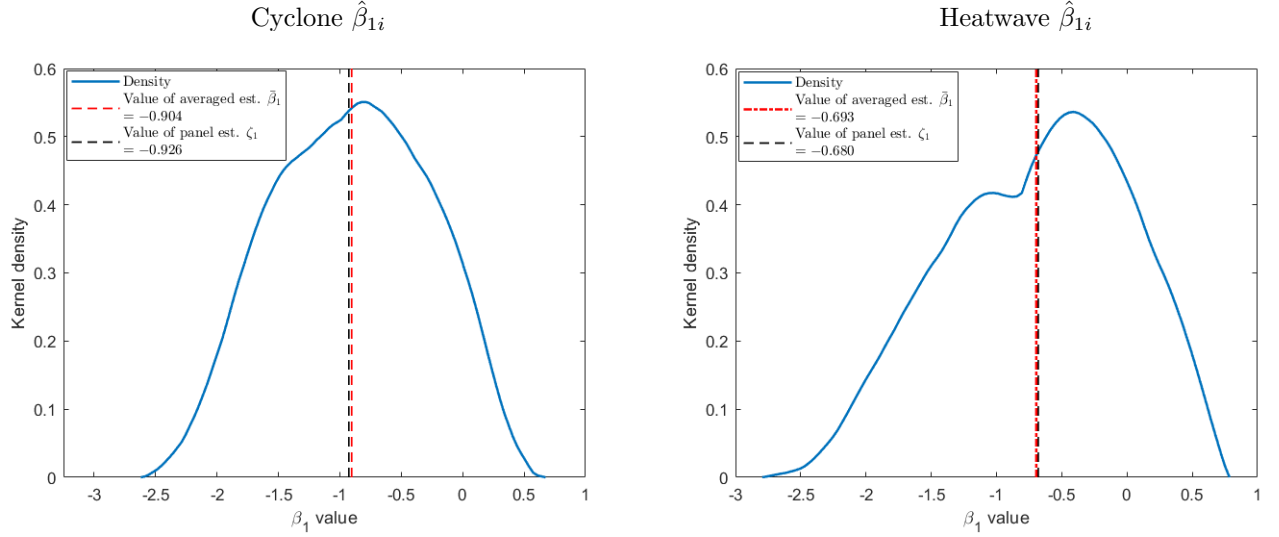 Cyclone β̂₁ᵢ
Density
Value of averaged est. β̄₁
= −0.904
Value of panel est. ζ₁
= −0.926
Kernel density
0.6
0.5
0.4
0.3
0.2
0.1
0
-3 -2.5 -2 -1.5 -1 -0.5 0 0.5 1
β₁ value
Heatwave β̂₁ᵢ
Density
Value of averaged est. β̄₁
= −0.693
Value of panel est. ζ₁
= −0.680
Kernel density
0.6
0.5
0.4
0.3
0.2
0.1
0
-3 -2.5 -2 -1.5 -1 -0.5 0 0.5 1
β₁ value